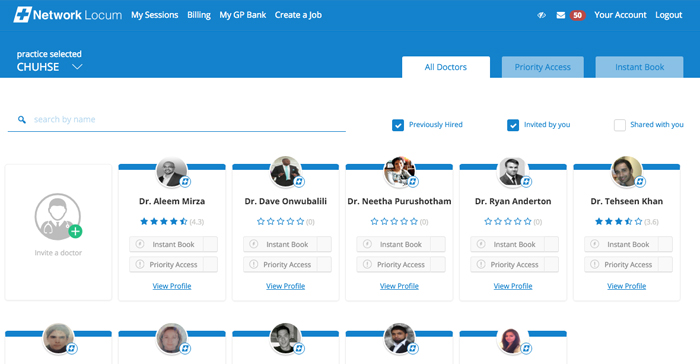 Network Locum
My Sessions
Billing
My GP Bank
Create a Job
50
Your Account
Logout
practice selected
CHUHSE
All Doctors
Priority Access
Instant Book
search by name
Previously Hired
Invited by you
Shared with you
Invite a doctor
Dr. Aleem Mirza
(4.3)
Instant Book
Priority Access
View Profile
Dr. Dave Onwubalili
(0)
Instant Book
Priority Access
View Profile
Dr. Neetha Purushotham
(0)
Instant Book
Priority Access
View Profile
Dr. Ryan Anderton
(0)
Instant Book
Priority Access
View Profile
Dr. Tehseen Khan
(3.6)
Instant Book
Priority Access
View Profile